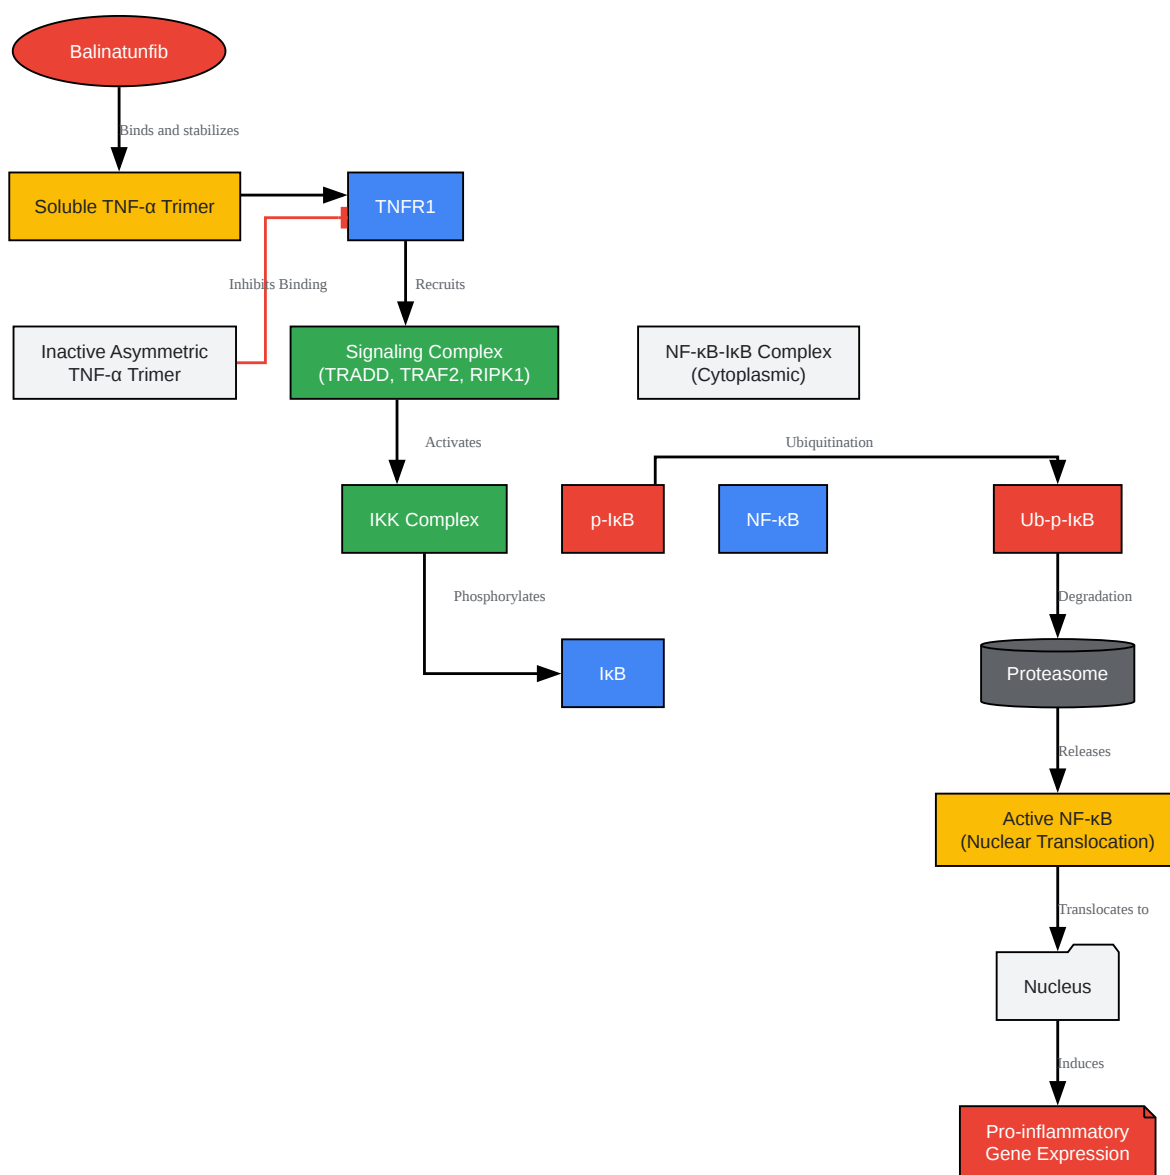 Balinatunfib
Binds and stabilizes
Soluble TNF-α Trimer
TNFR1
Inhibits Binding
Recruits
Inactive Asymmetric
TNF-α Trimer
Signaling Complex
(TRADD, TRAF2, RIPK1)
NF-κB-IκB Complex
(Cytoplasmic)
Activates
Ubiquitination
IKK Complex
p-IκB
NF-κB
Ub-p-IκB
Phosphorylates
Degradation
IκB
Proteasome
Releases
Active NF-κB
(Nuclear Translocation)
Translocates to
Nucleus
Induces
Pro-inflammatory
Gene Expression